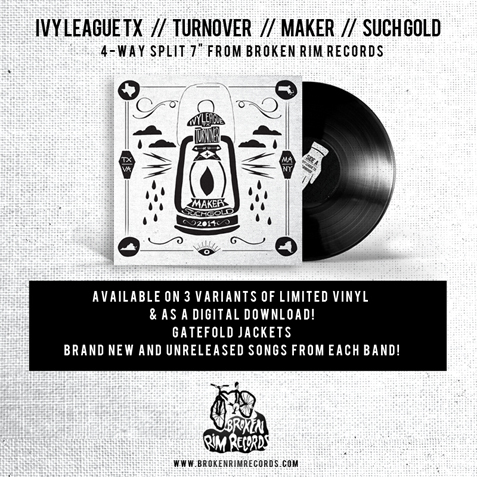 IVY LEAGUE TX // TURNOVER // MAKER // SUCH GOLD
4-WAY SPLIT 7" FROM BROKEN RIM RECORDS
IVY LEAGUE
TURNOVER
TX
VA
MA
NY
MAKER
SUCH GOLD
2014
SIDE A
AVAILABLE ON 3 VARIANTS OF LIMITED VINYL
& AS A DIGITAL DOWNLOAD!
GATEFOLD JACKETS
BRAND NEW AND UNRELEASED SONGS FROM EACH BAND!
BROKEN
RIM RECORDS
WWW.BROKENRIMRECORDS.COM